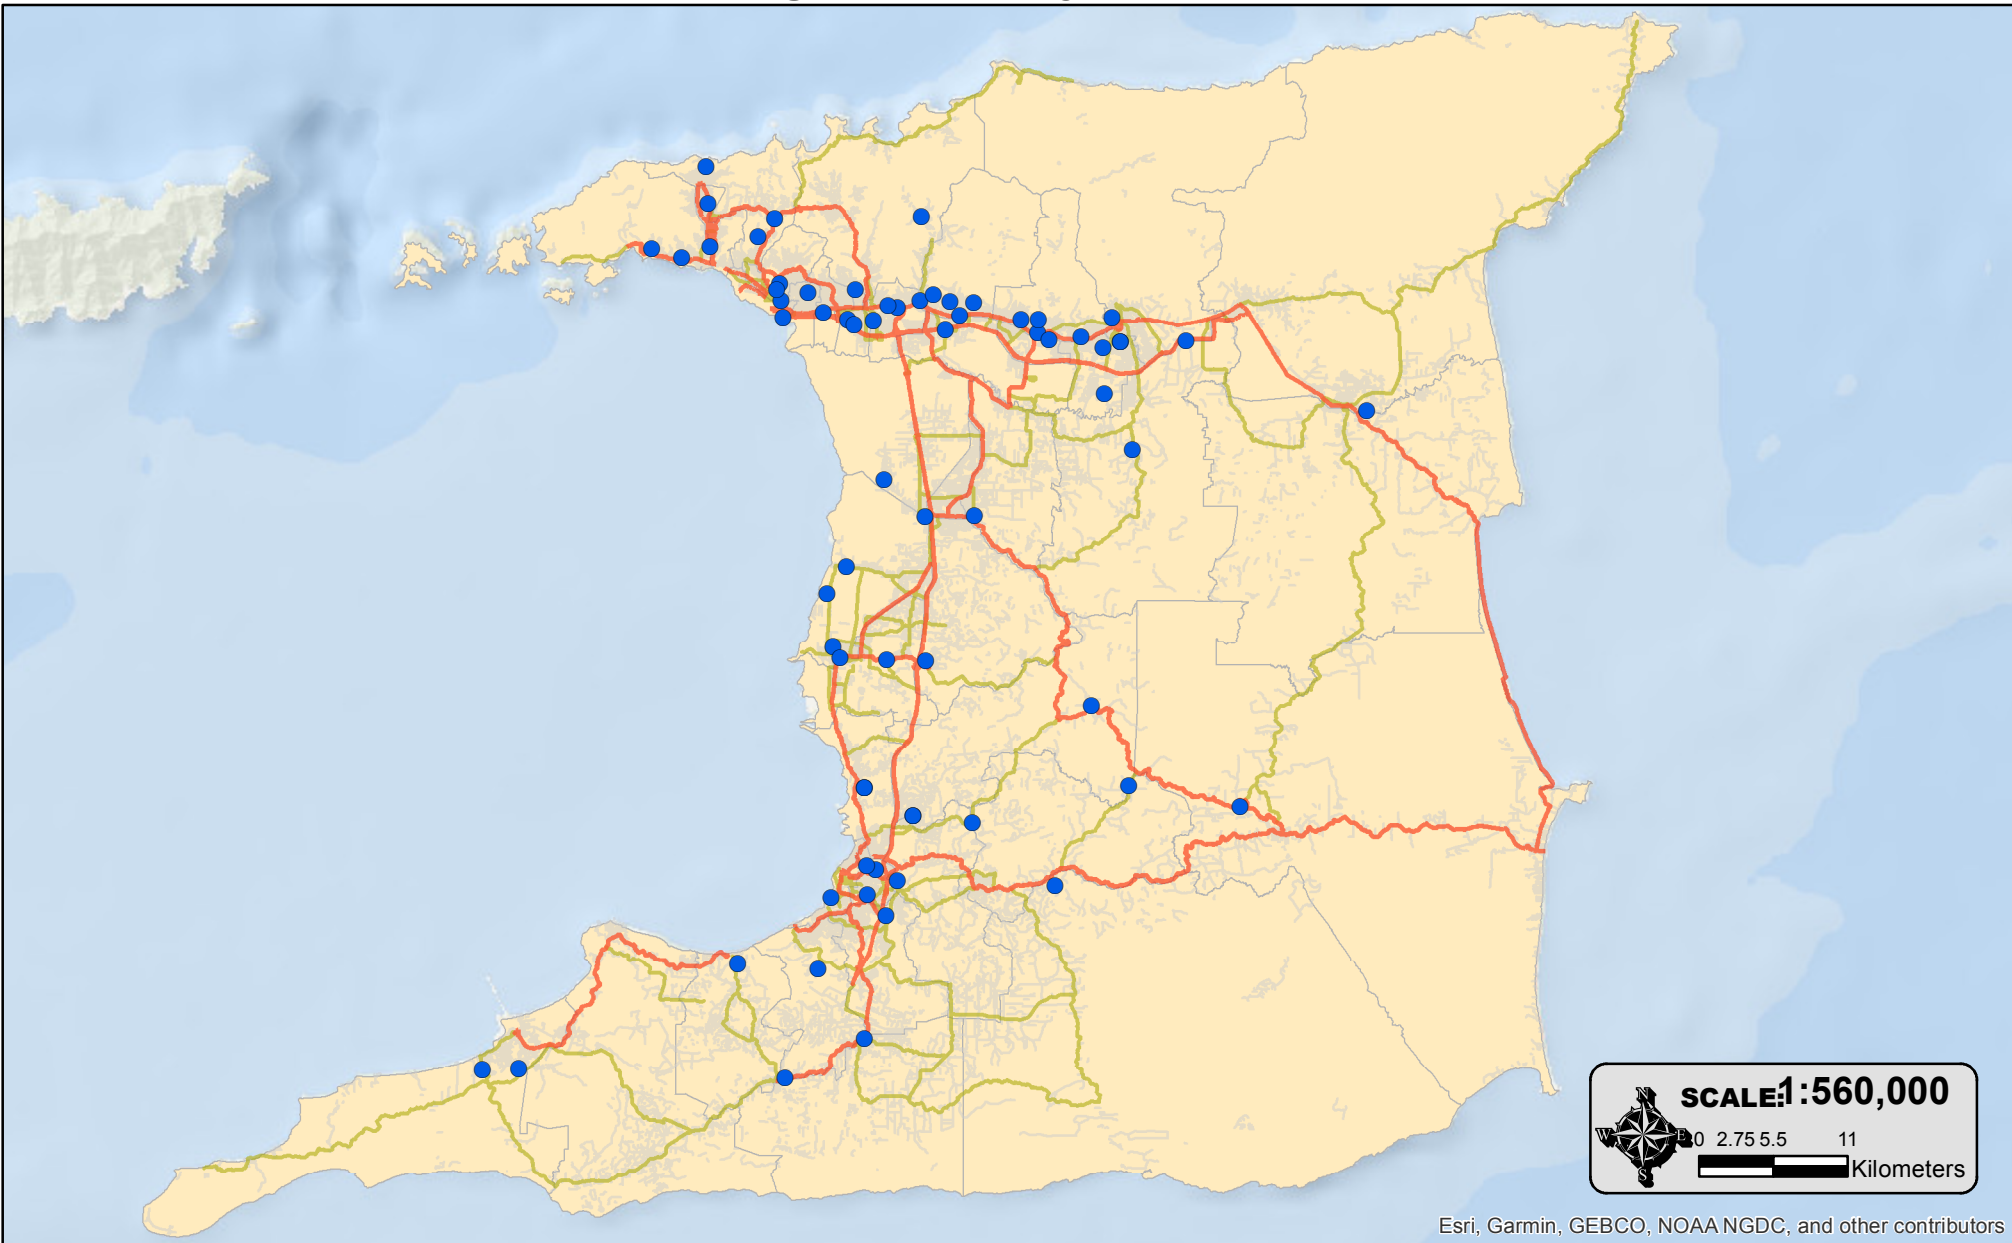 N
W
E
S
SCALE:1:560,000
0 2.75 5.5 11
Kilometers
Esri, Garmin, GEBCO, NOAA NGDC, and other contributors